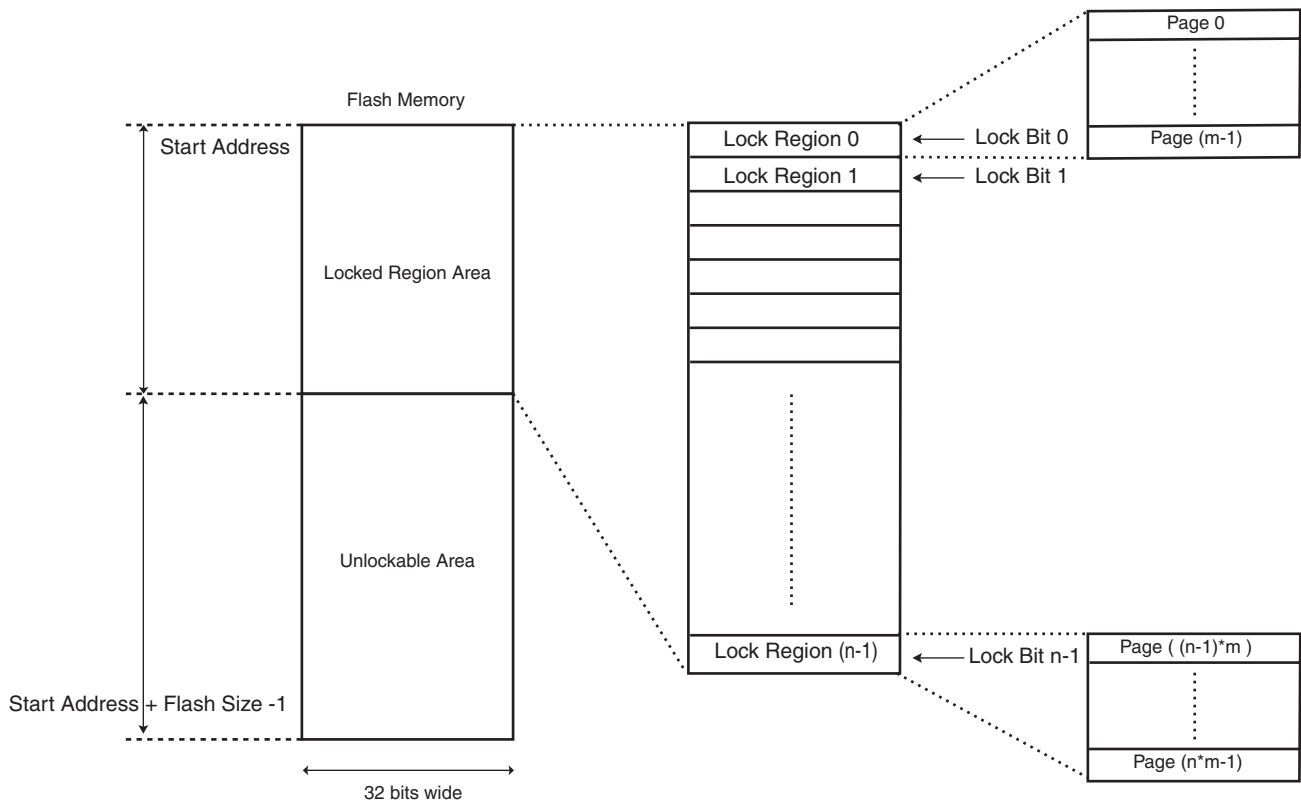 Flash Memory
Start Address
Locked Region Area
Unlockable Area
Start Address + Flash Size -1
32 bits wide
Lock Region 0
Lock Bit 0
Lock Region 1
Lock Bit 1
Lock Region (n-1)
Lock Bit n-1
Page 0
Page (m-1)
Page ( (n-1)*m )
Page (n*m-1)